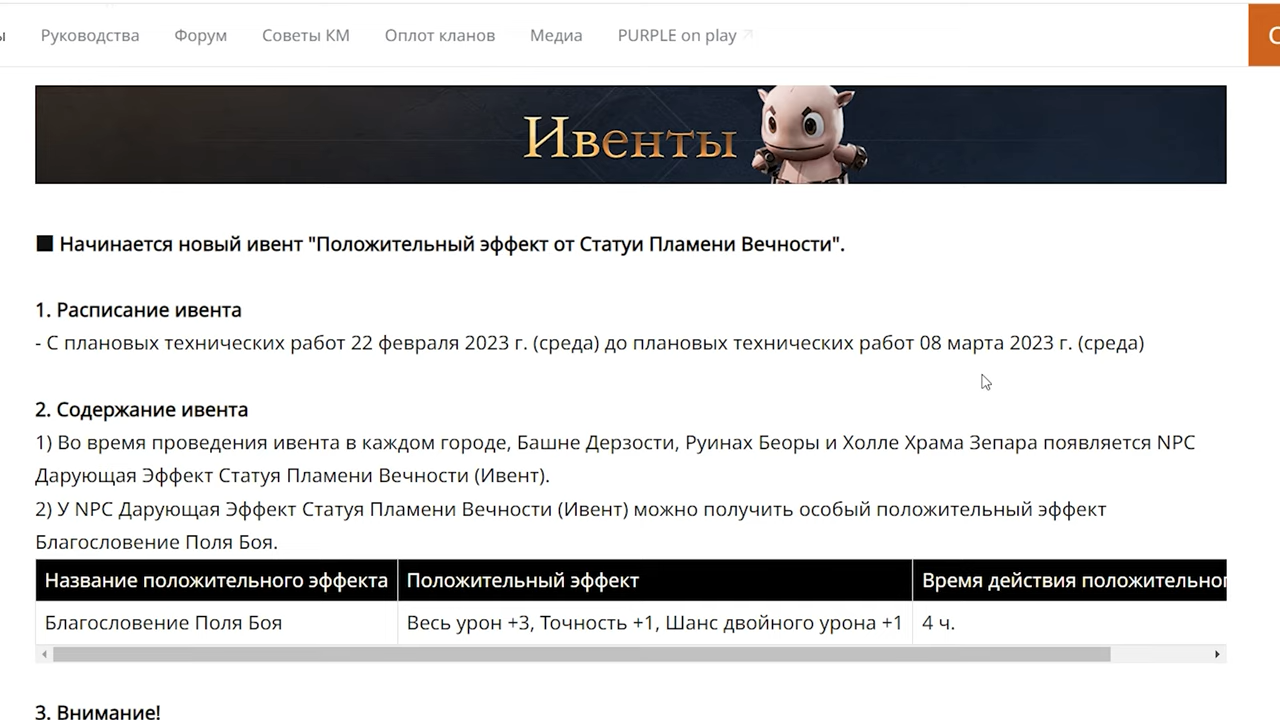 Руководства Форум Советы КМ Оплот кланов Медиа PURPLE on play
Ивенты
Начинается новый ивент "Положительный эффект от Статуи Пламени Вечности".
1. Расписание ивента
- С плановых технических работ 22 февраля 2023 г. (среда) до плановых технических работ 08 марта 2023 г. (среда)
2. Содержание ивента
1) Во время проведения ивента в каждом городе, Башне Дерзости, Руинах Беоры и Холле Храма Зепара появляется NPC
Дарующая Эффект Статуя Пламени Вечности (Ивент).
2) У NPC Дарующая Эффект Статуя Пламени Вечности (Ивент) можно получить особый положительный эффект
Благословение Поля Боя.
Название положительного эффекта Положительный эффект Время действия
Благословение Поля Боя Весь урон +3, Точность +1, Шанс двойного урона +1 4 ч.
3. Внимание!